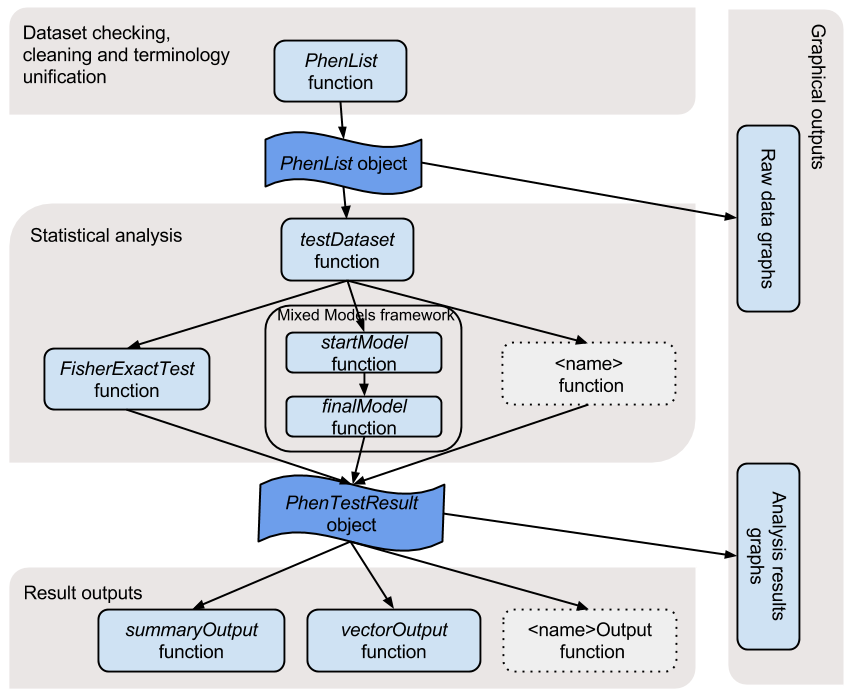 Dataset checking,
cleaning and terminology
unification
PhenList
function
PhenList object
Statistical analysis
testDataset
function
Mixed Models framework
startModel
function
finalModel
function
FisherExactTest
function
<name>
function
PhenTestResult
object
Result outputs
summaryOutput
function
vectorOutput
function
<name>Output
function
Graphical outputs
Raw data graphs
Analysis results
graphs